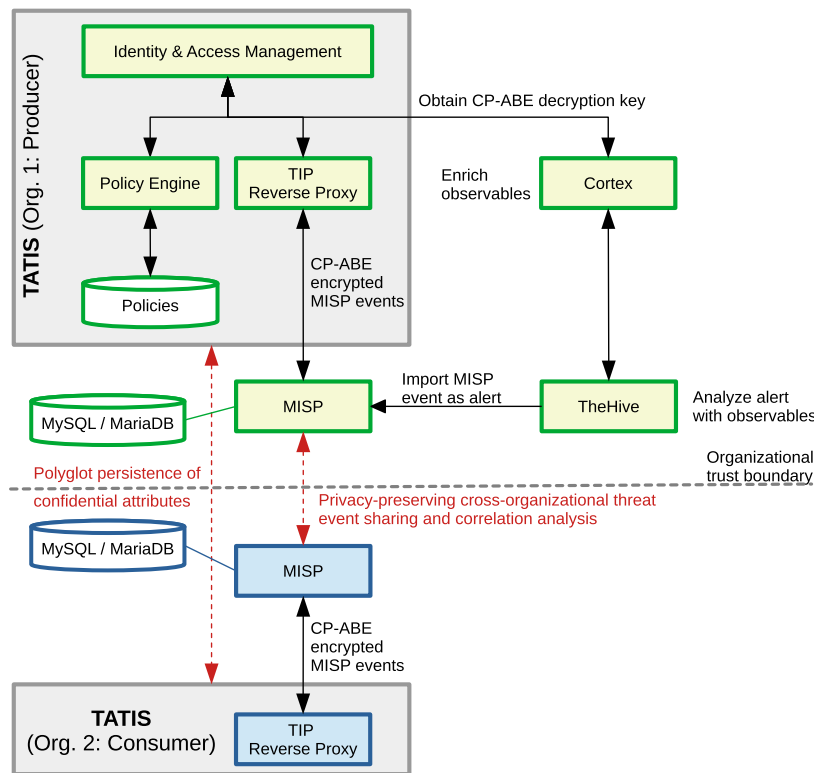 Identity & Access Management
TATIS (Org. 1: Producer)
Obtain CP-ABE decryption key
Policy Engine
TIP
Reverse Proxy
Enrich
observables
Cortex
CP-ABE
encrypted
MISP events
Policies
Import MISP
event as alert
MISP
TheHive
Analyze alert
with observables
MySQL / MariaDB
Organizational
trust boundary
Polyglot persistence of
confidential attributes
Privacy-preserving cross-organizational threat
event sharing and correlation analysis
MySQL / MariaDB
MISP
CP-ABE
encrypted
MISP events
TATIS
(Org. 2: Consumer)
TIP
Reverse Proxy